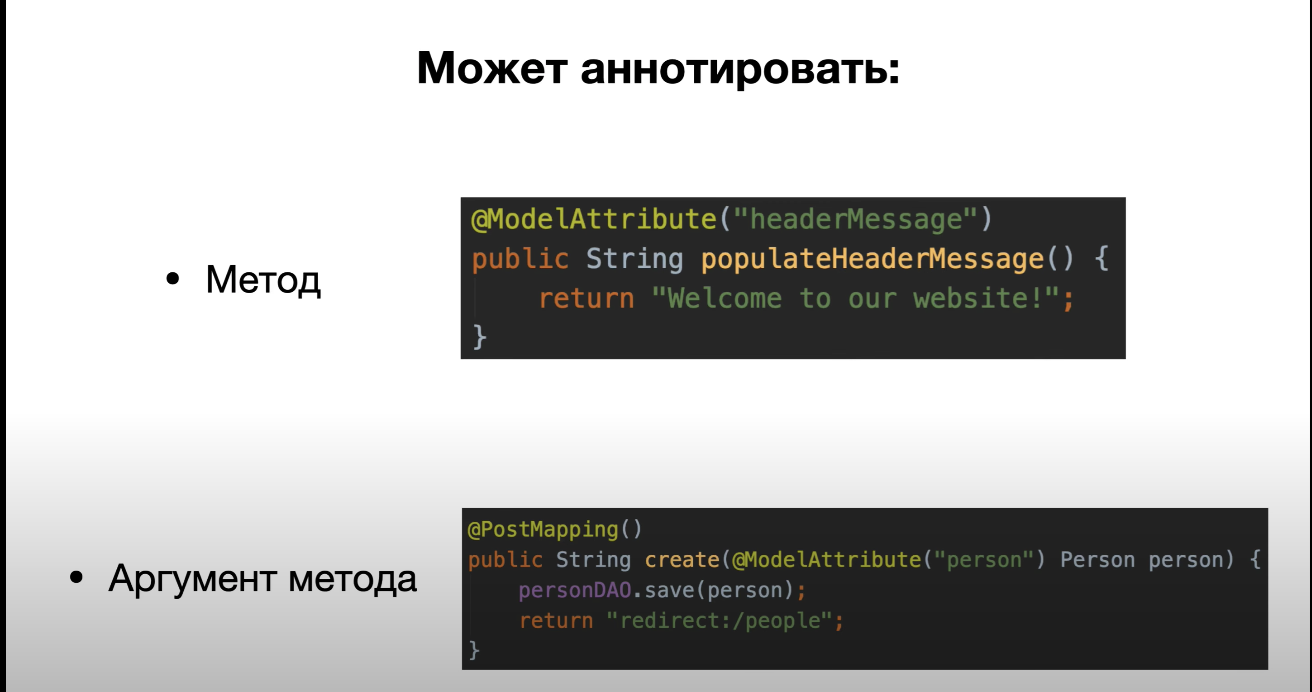 Может аннотировать:
• Метод
@ModelAttribute("headerMessage")
public String populateHeaderMessage() {
return "Welcome to our website!";
}
• Аргумент метода
@PostMapping()
public String create(@ModelAttribute("person") Person person) {
personDAO.save(person);
return "redirect:/people";
}